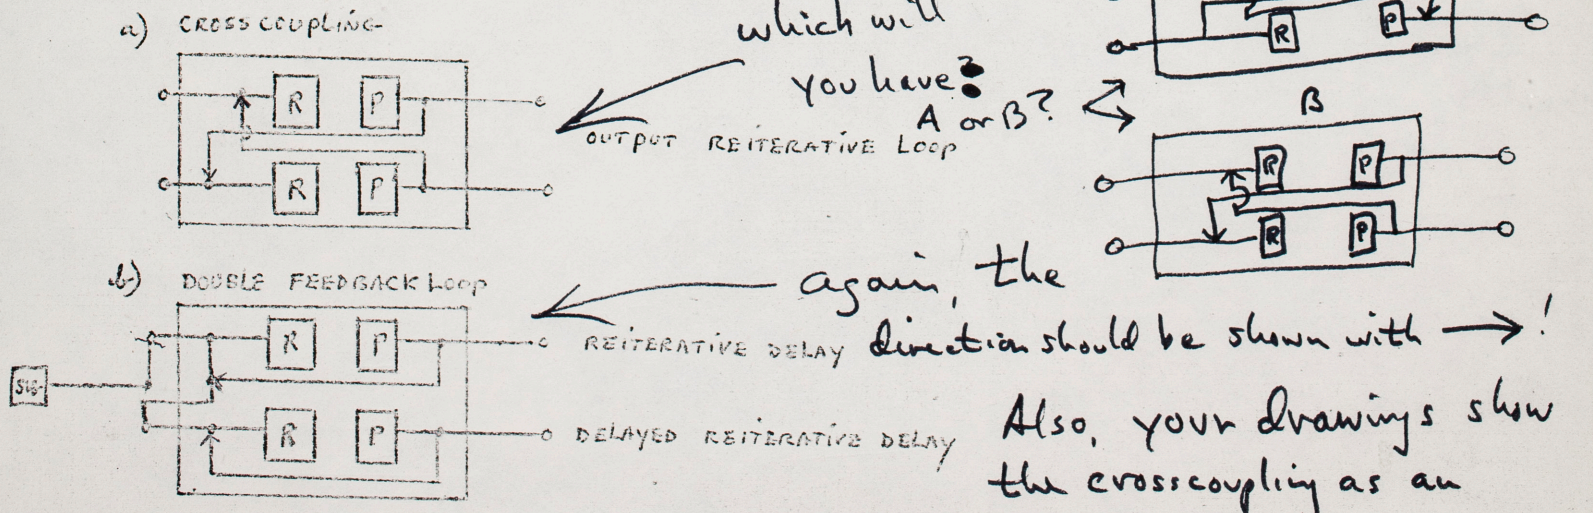 a) CROSS COUPLING
R P
R P
OUTPUT REITERATIVE LOOP
which will
you have?
A or B?
R P
B
R P
R P
b) DOUBLE FEEDBACK LOOP
SIG
R P
REITERATIVE DELAY
R P
DELAYED REITERATIVE DELAY
again, the
direction should be shown with → !
Also, your drawings show
the crosscoupling as an